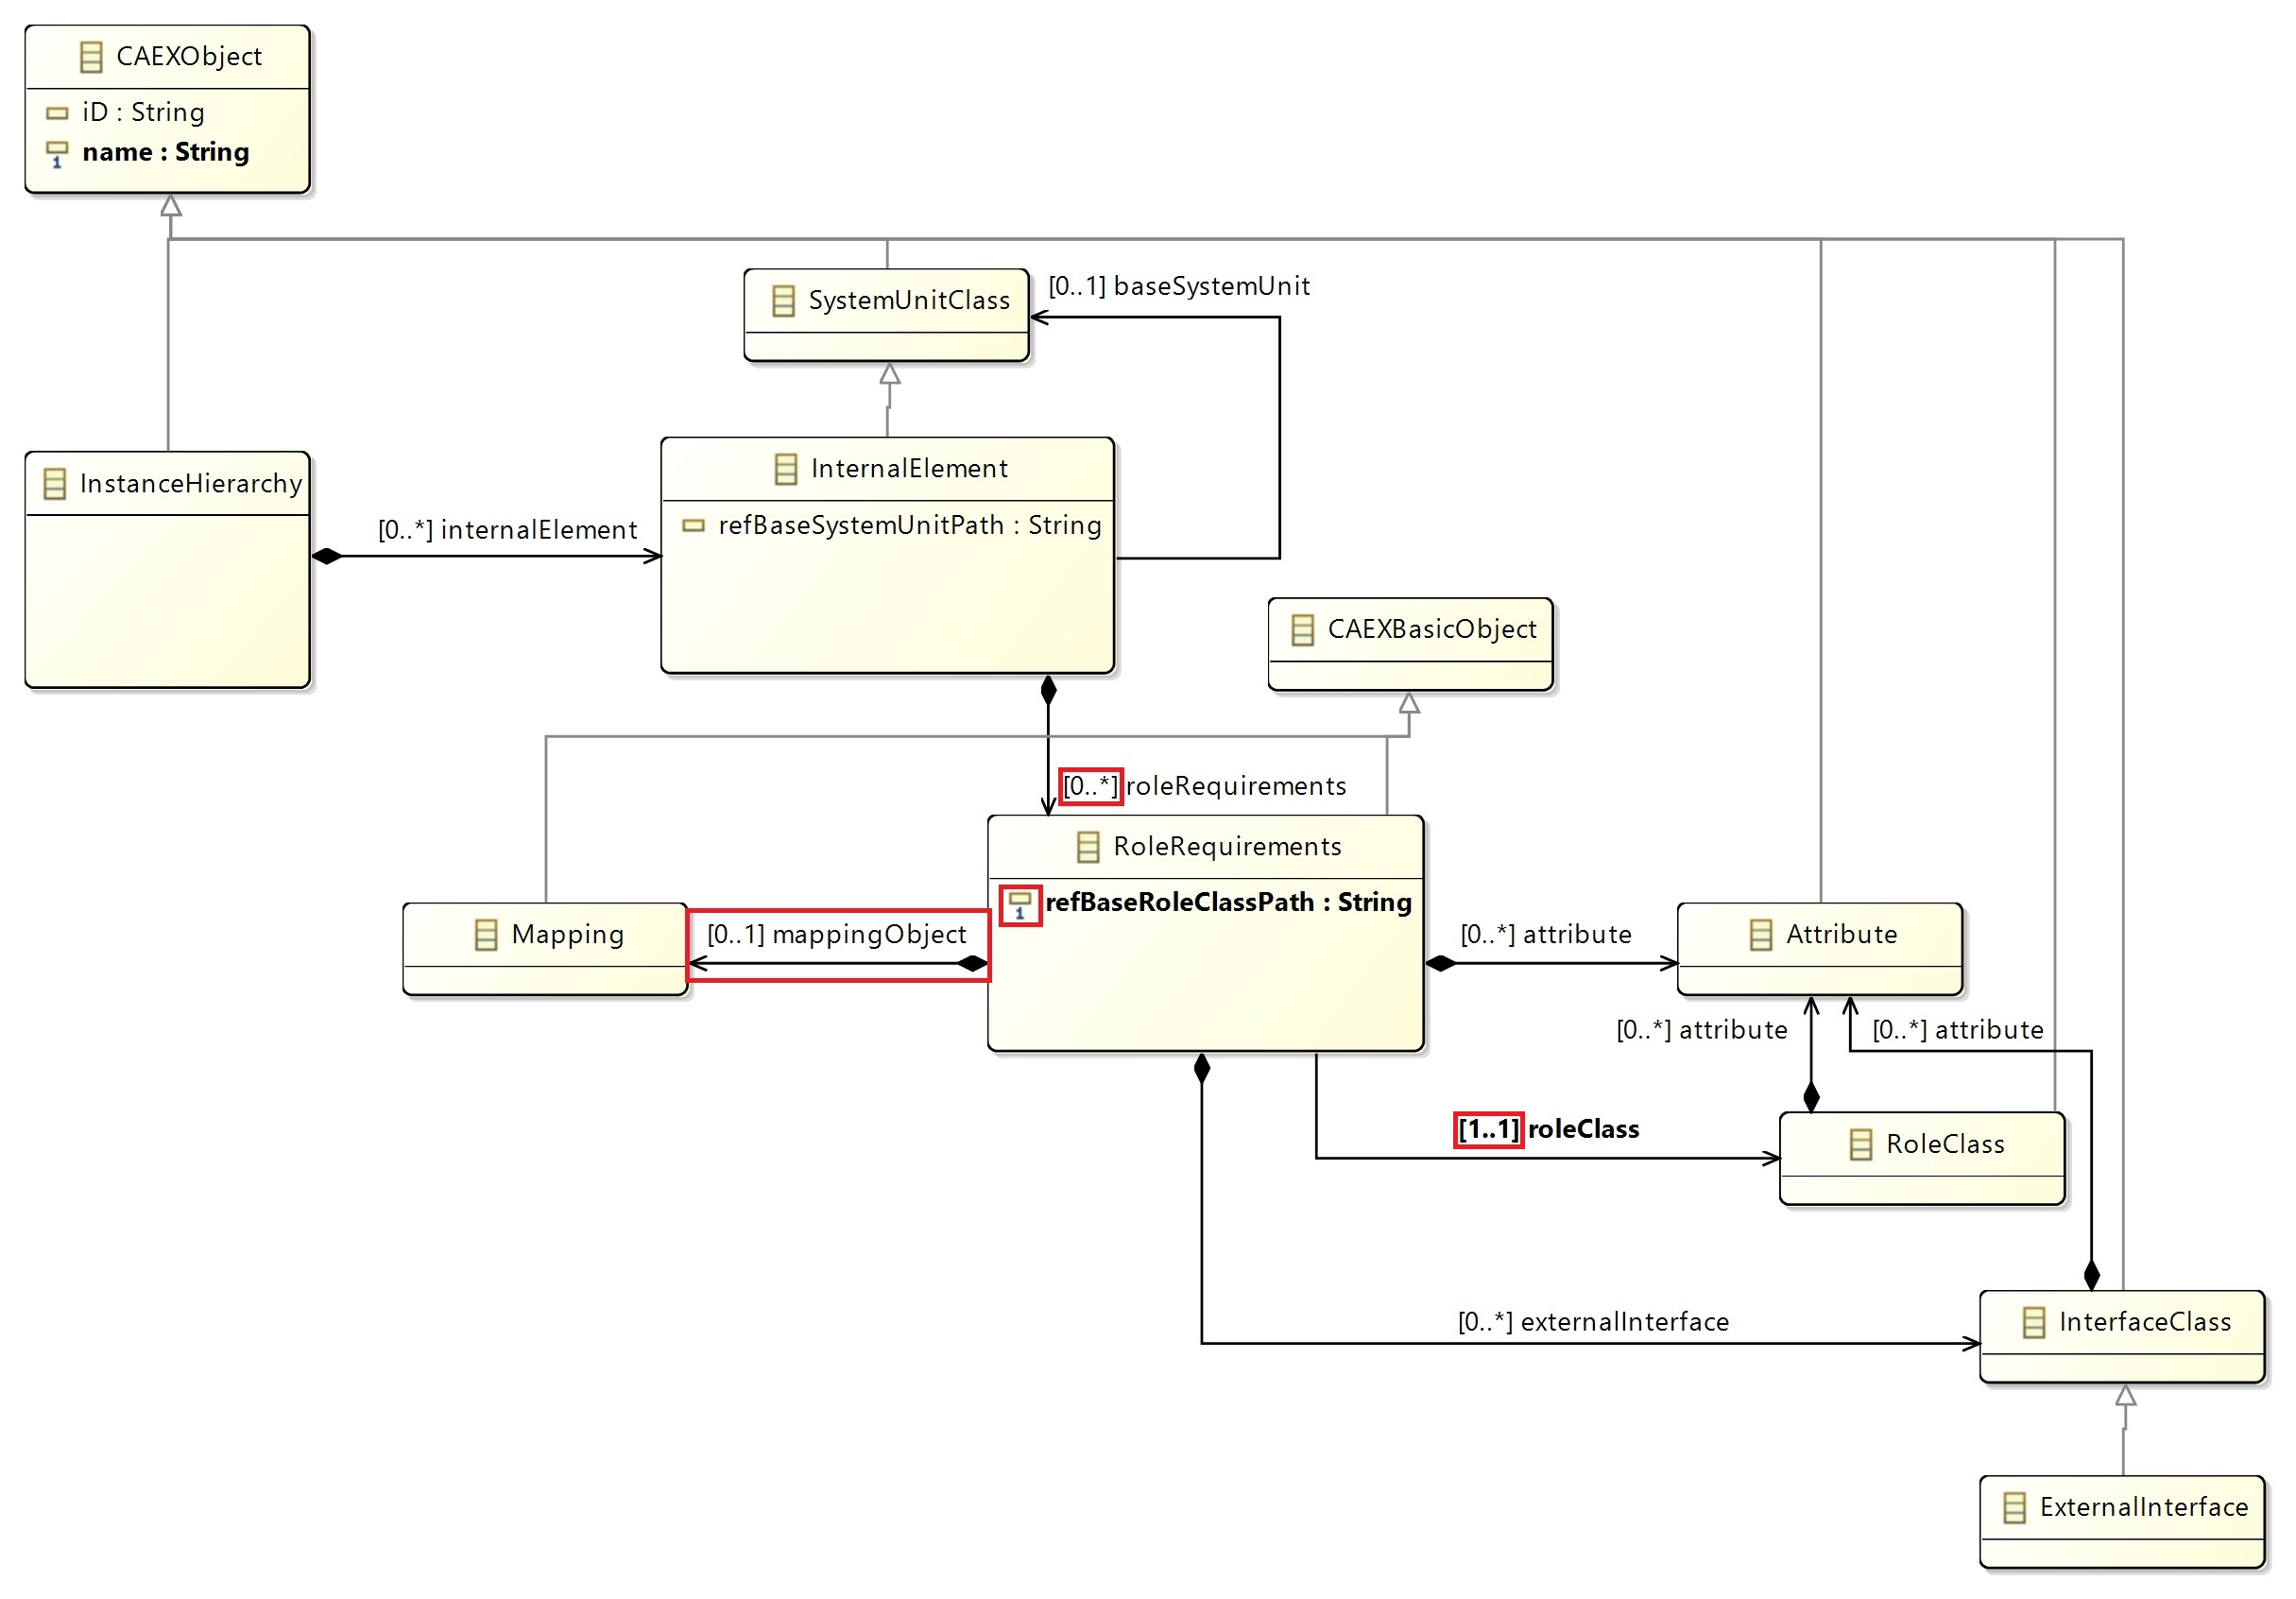 CAEXObject
iD : String
1 name : String
SystemUnitClass
[0..1] baseSystemUnit
InternalElement
refBaseSystemUnitPath : String
InstanceHierarchy
[0..*] internalElement
CAEXBasicObject
[0..*] roleRequirements
RoleRequirements
1 refBaseRoleClassPath : String
Mapping
[0..1] mappingObject
[0..*] attribute
Attribute
[0..*] attribute
[0..*] attribute
[1..1] roleClass
RoleClass
[0..*] externalInterface
InterfaceClass
ExternalInterface